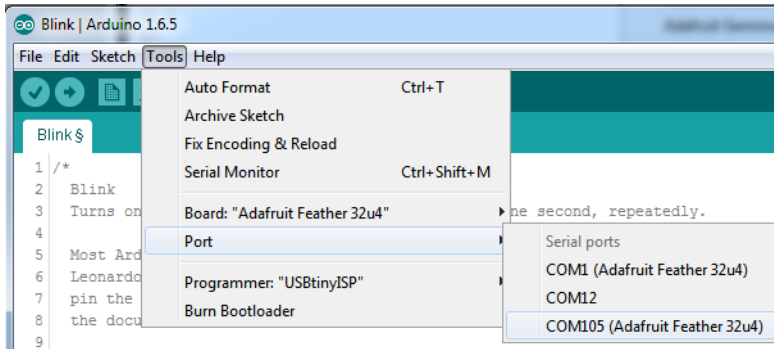 Blink | Arduino 1.6.5
File Edit Sketch Tools Help
Blink §
Auto Format Ctrl+T
Archive Sketch
Fix Encoding & Reload
Serial Monitor Ctrl+Shift+M
Board: "Adafruit Feather 32u4"
Port
Programmer: "USBtinyISP"
Burn Bootloader
Serial ports
COM1 (Adafruit Feather 32u4)
COM12
COM105 (Adafruit Feather 32u4)
1 /*
2 Blink
3 Turns on ne second, repeatedly.
4
5 Most Ard
6 Leonardo
7 pin the
8 the docu
9